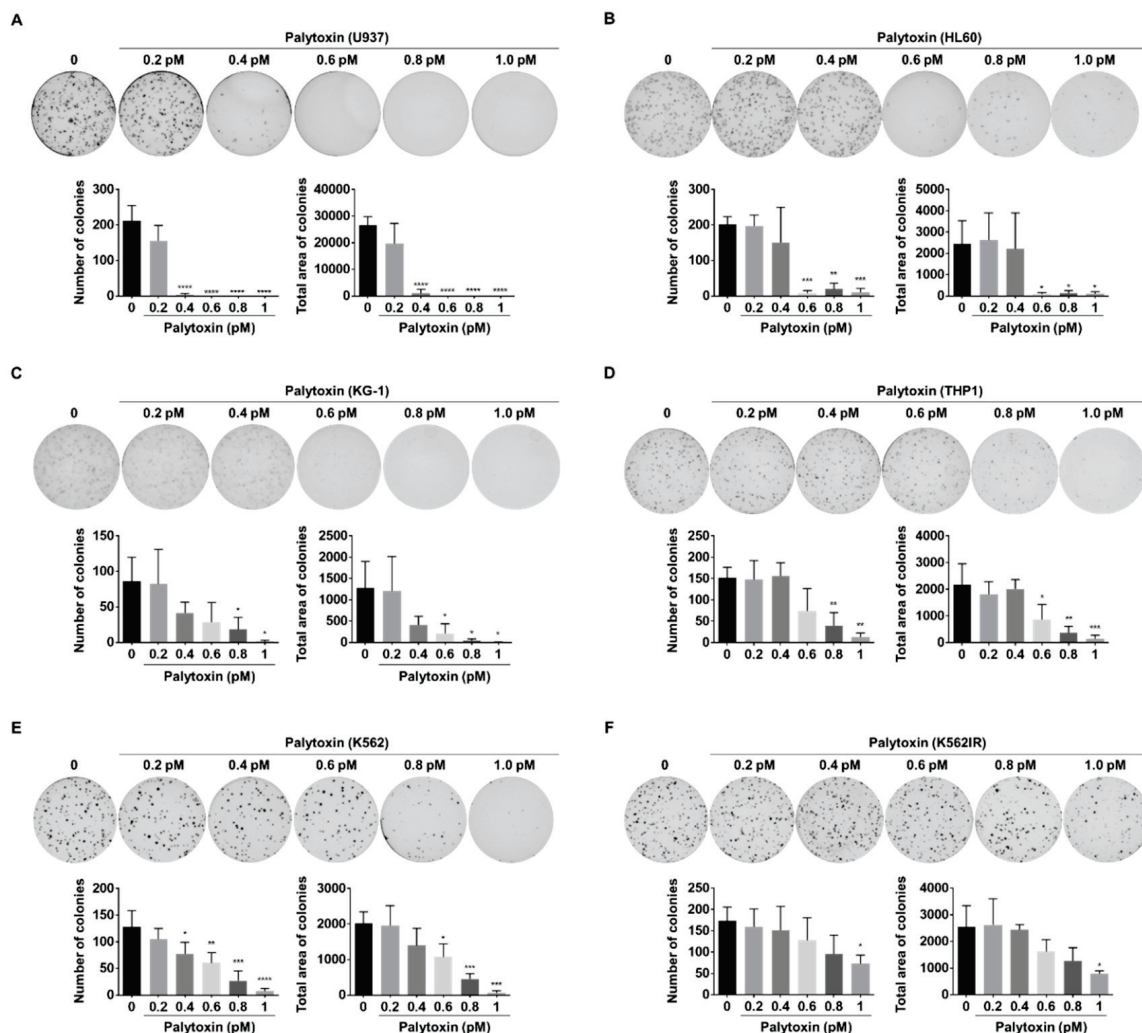 A
Palytoxin (U937)
0 0.2 pM 0.4 pM 0.6 pM 0.8 pM 1.0 pM
Number of colonies
300
200
100
0
**** **** **** ****
0 0.2 0.4 0.6 0.8 1
Palytoxin (pM)
Total area of colonies
40000
30000
20000
10000
0
**** **** **** ****
0 0.2 0.4 0.6 0.8 1
Palytoxin (pM)
B
Palytoxin (HL60)
0 0.2 pM 0.4 pM 0.6 pM 0.8 pM 1.0 pM
Number of colonies
300
200
100
0
*** ** ***
0 0.2 0.4 0.6 0.8 1
Palytoxin (pM)
Total area of colonies
5000
4000
3000
2000
1000
0
* * *
0 0.2 0.4 0.6 0.8 1
Palytoxin (pM)
C
Palytoxin (KG-1)
0 0.2 pM 0.4 pM 0.6 pM 0.8 pM 1.0 pM
Number of colonies
150
100
50
0
* *
0 0.2 0.4 0.6 0.8 1
Palytoxin (pM)
Total area of colonies
2500
2000
1500
1000
500
0
* * *
0 0.2 0.4 0.6 0.8 1
Palytoxin (pM)
D
Palytoxin (THP1)
0 0.2 pM 0.4 pM 0.6 pM 0.8 pM 1.0 pM
Number of colonies
200
150
100
50
0
** **
0 0.2 0.4 0.6 0.8 1
Palytoxin (pM)
Total area of colonies
4000
3000
2000
1000
0
* ** ***
0 0.2 0.4 0.6 0.8 1
Palytoxin (pM)
E
Palytoxin (K562)
0 0.2 pM 0.4 pM 0.6 pM 0.8 pM 1.0 pM
Number of colonies
200
150
100
50
0
* ** *** ****
0 0.2 0.4 0.6 0.8 1
Palytoxin (pM)
Total area of colonies
3000
2000
1000
0
* *** ***
0 0.2 0.4 0.6 0.8 1
Palytoxin (pM)
F
Palytoxin (K562IR)
0 0.2 pM 0.4 pM 0.6 pM 0.8 pM 1.0 pM
Number of colonies
250
200
150
100
50
0
*
0 0.2 0.4 0.6 0.8 1
Palytoxin (pM)
Total area of colonies
5000
4000
3000
2000
1000
0
*
0 0.2 0.4 0.6 0.8 1
Palytoxin (pM)